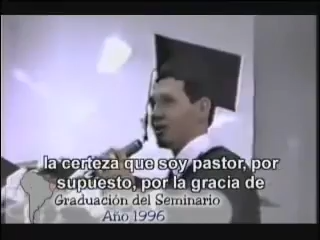 la certeza que soy pastor, por
supuesto, por la gracia de
Graduación del Seminario
Año 1996